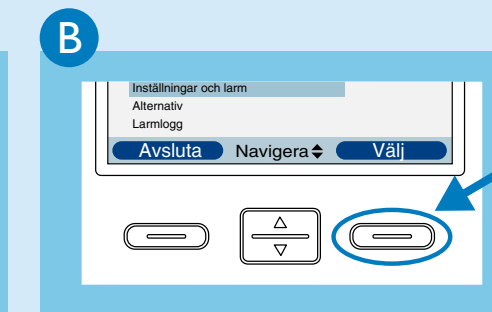 B
Inställningar och larm
Alternativ
Larmlogg
Avsluta Navigera Välj